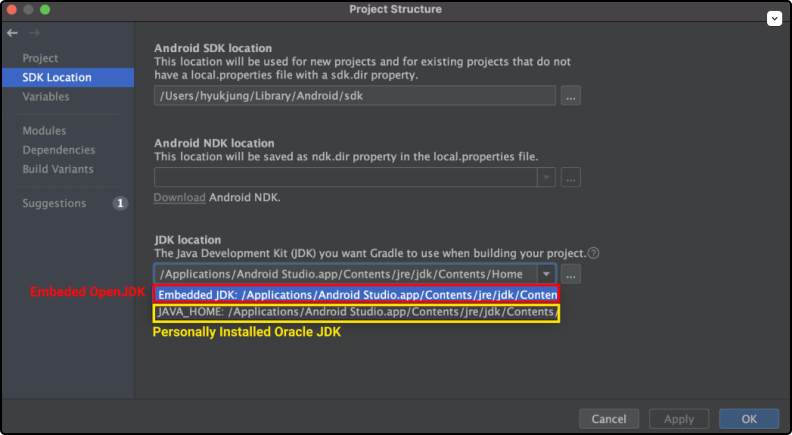 Project Structure
Project
SDK Location
Variables
Modules
Dependencies
Build Variants
Suggestions 1
Android SDK location
This location will be used for new projects and for existing projects that do not
have a local.properties file with a sdk.dir property.
/Users/hyukjung/Library/Android/sdk
...
Android NDK location
This location will be saved as ndk.dir property in the local.properties file.
...
Download Android NDK.
JDK location
The Java Development Kit (JDK) you want Gradle to use when building your project. ?
/Applications/Android Studio.app/Contents/jre/jdk/Contents/Home
...
Embeded OpenJDK
Embedded JDK: /Applications/Android Studio.app/Contents/jre/jdk/Conten
JAVA_HOME: /Applications/Android Studio.app/Contents/jre/jdk/Contents/
Personally Installed Oracle JDK
Cancel
Apply
OK